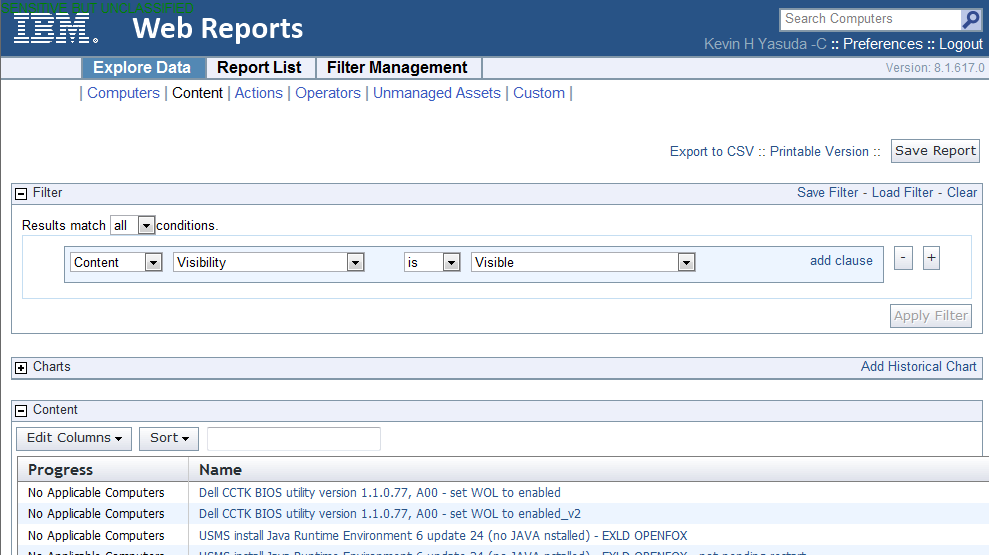 IBM. Web Reports
Search Computers
Kevin H Yasuda -C :: Preferences :: Logout
Explore Data Report List Filter Management Version: 8.1.617.0
| Computers | Content | Actions | Operators | Unmanaged Assets | Custom |
Export to CSV :: Printable Version :: Save Report
Filter Save Filter - Load Filter - Clear
Results match all conditions.
Content Visibility is Visible add clause - +
Apply Filter
Charts Add Historical Chart
Content
Edit Columns Sort
Progress Name
No Applicable Computers Dell CCTK BIOS utility version 1.1.0.77, A00 - set WOL to enabled
No Applicable Computers Dell CCTK BIOS utility version 1.1.0.77, A00 - set WOL to enabled_v2
No Applicable Computers USMS install Java Runtime Environment 6 update 24 (no JAVA nstalled) - EXLD OPENFOX
No Applicable Computers USMS install Java Runtime Environment 6 update 24 (no JAVA nstalled) - EXLD OPENFOX - not pending restart